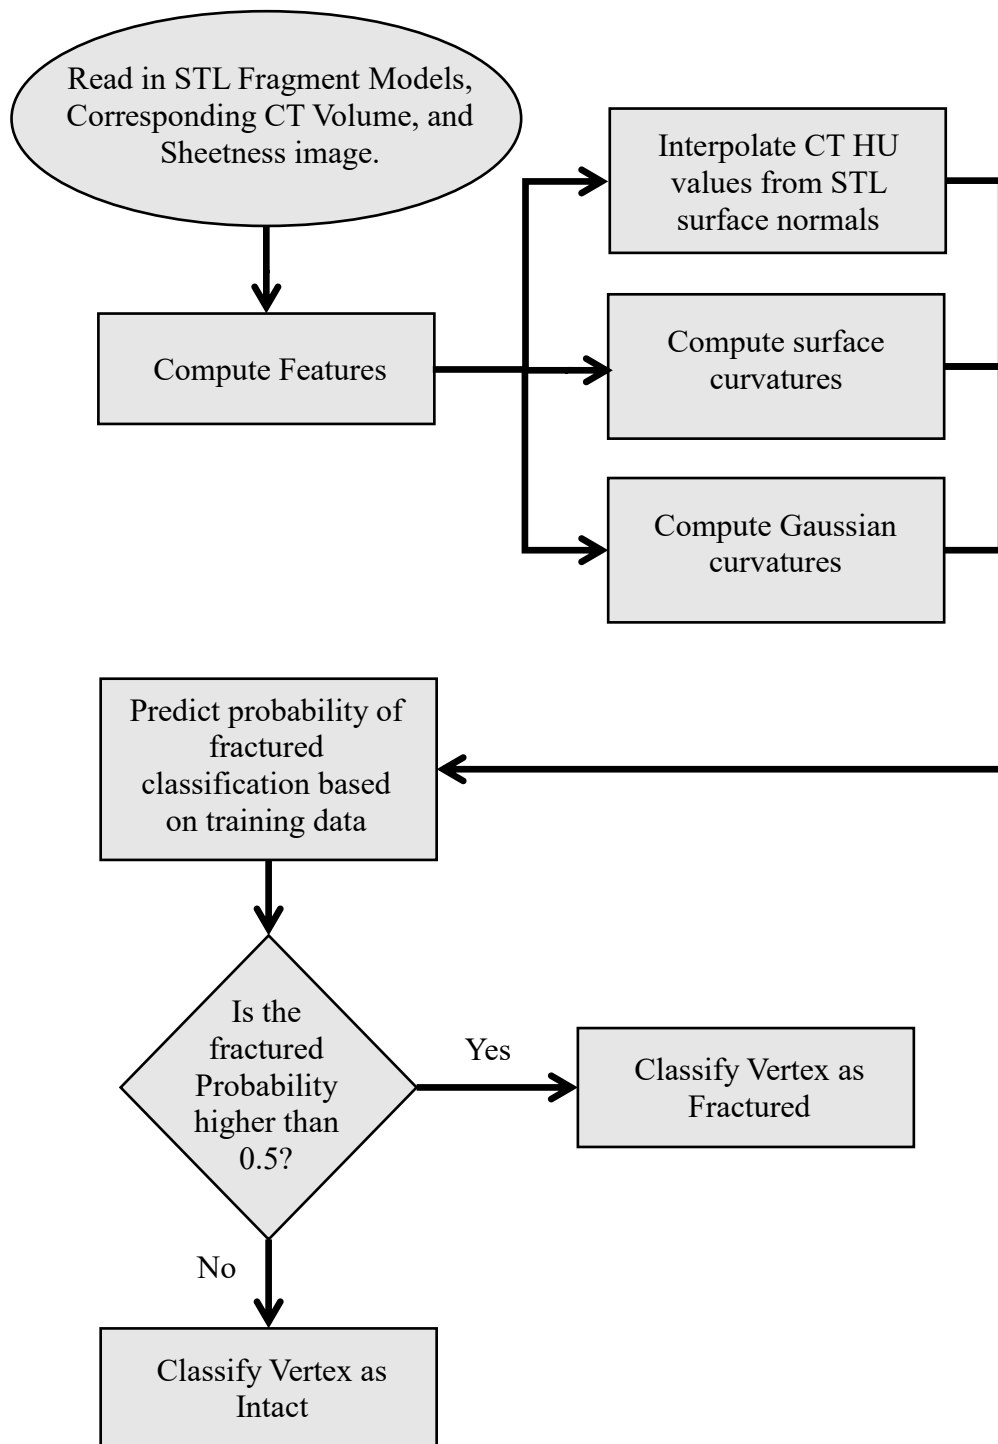 Read in STL Fragment Models,
Corresponding CT Volume, and
Sheetness image.
Compute Features
Interpolate CT HU
values from STL
surface normals
Compute surface
curvatures
Compute Gaussian
curvatures
Predict probability of
fractured
classification based
on training data
Is the
fractured
Probability
higher than
0.5?
Yes
Classify Vertex as
Fractured
No
Classify Vertex as
Intact